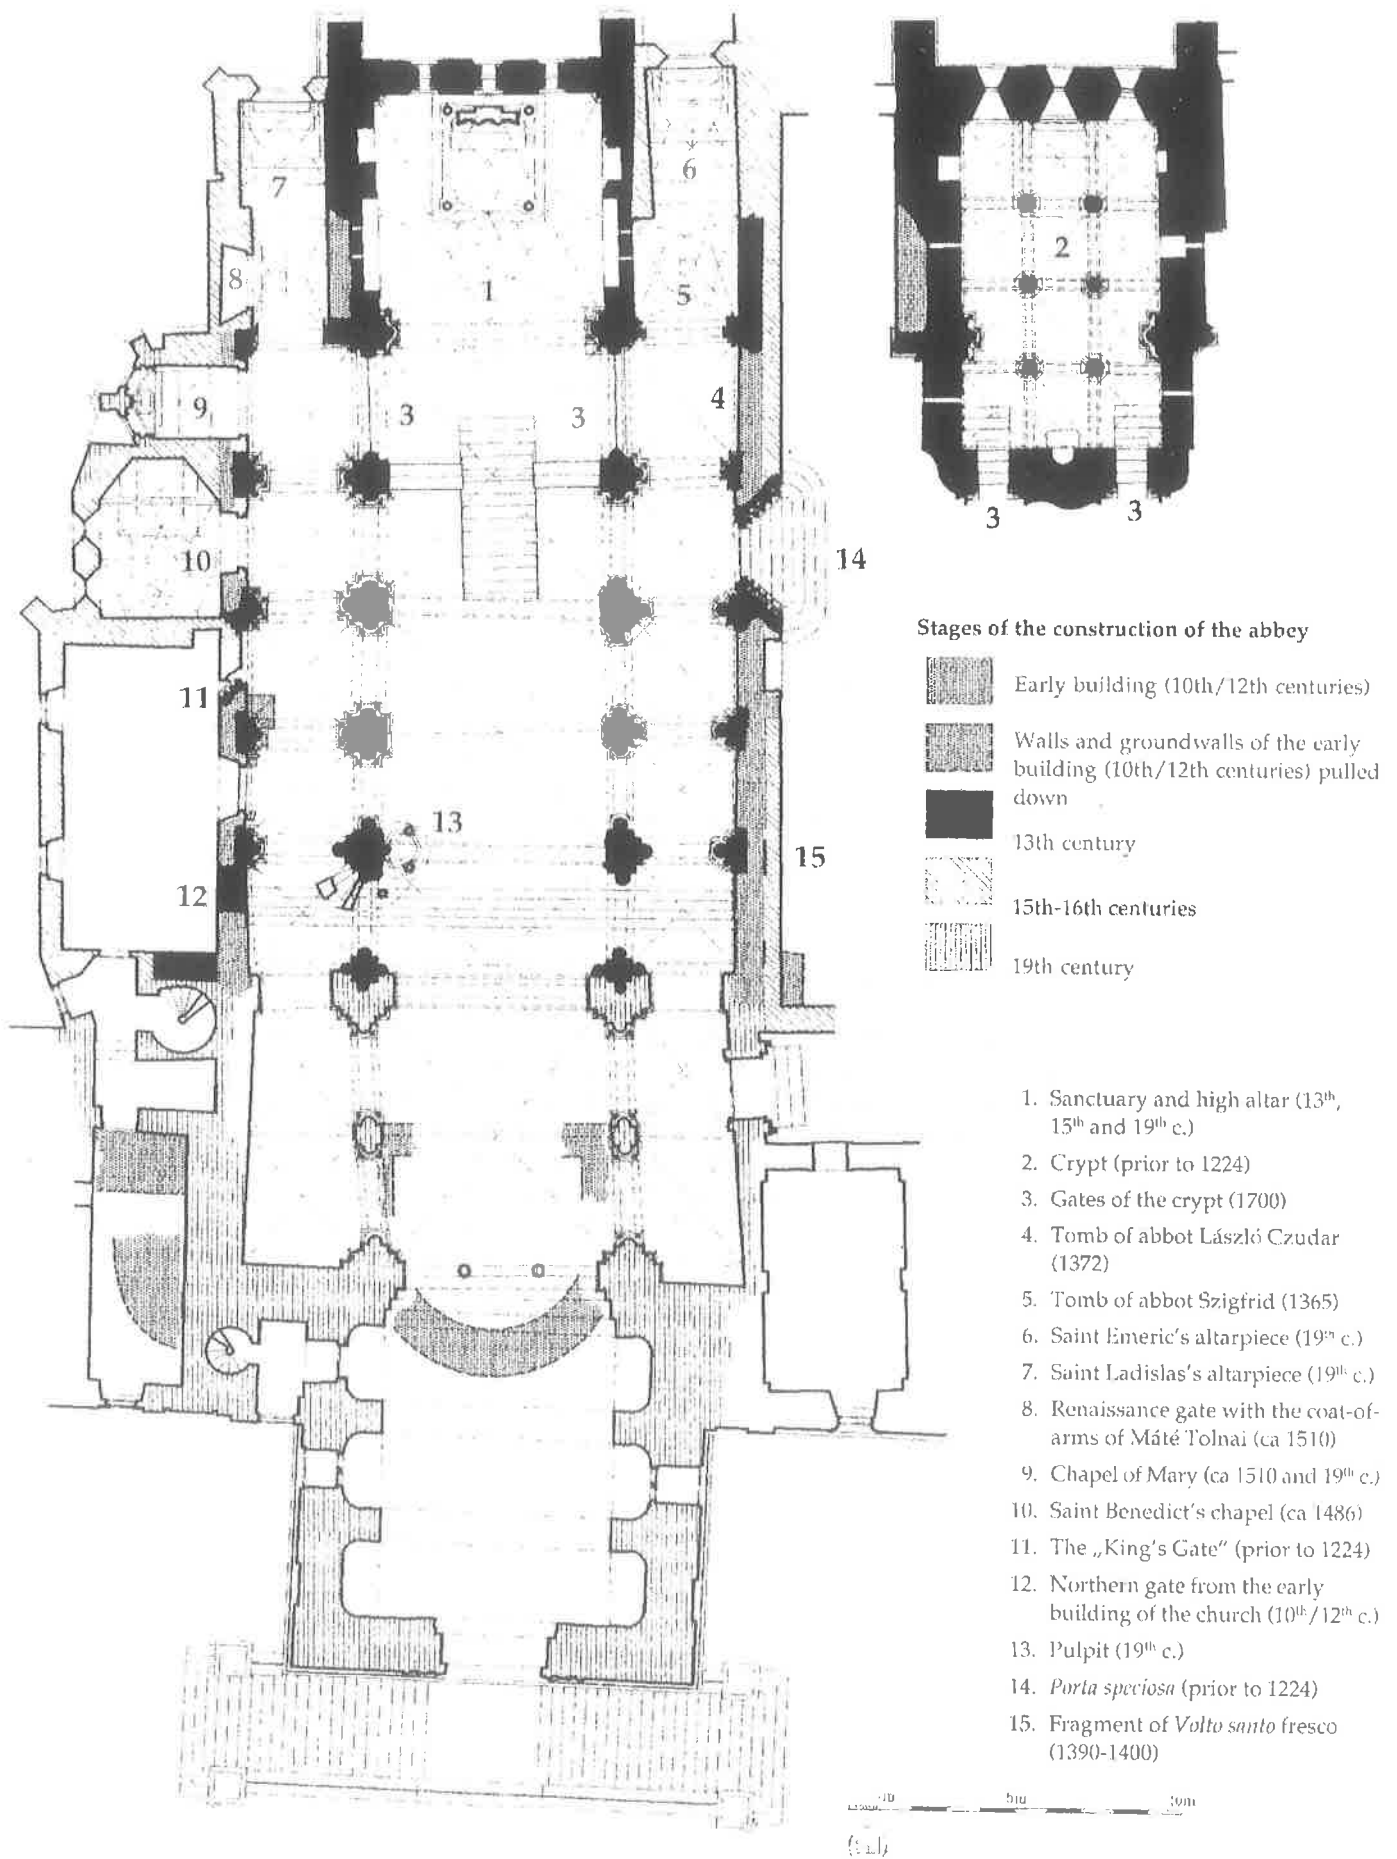 7
6
8
1
5
2
9
3
3
4
3
3
10
14
11
13
15
12
Stages of the construction of the abbey
Early building (10th/12th centuries)
Walls and groundwalls of the early
building (10th/12th centuries) pulled
down
13th century
15th-16th centuries
19th century
1. Sanctuary and high altar (13th,
15th and 19th c.)
2. Crypt (prior to 1224)
3. Gates of the crypt (1700)
4. Tomb of abbot László Czudar
(1372)
5. Tomb of abbot Szigfrid (1365)
6. Saint Emeric's altarpiece (19th c.)
7. Saint Ladislas's altarpiece (19th c.)
8. Renaissance gate with the coat-of-
arms of Máté Tolnai (ca 1510)
9. Chapel of Mary (ca 1510 and 19th c.)
10. Saint Benedict's chapel (ca 1486)
11. The „King's Gate" (prior to 1224)
12. Northern gate from the early
building of the church (10th/12th c.)
13. Pulpit (19th c.)
14. Porta speciosa (prior to 1224)
15. Fragment of Volto santo fresco
(1390-1400)
5m 10m